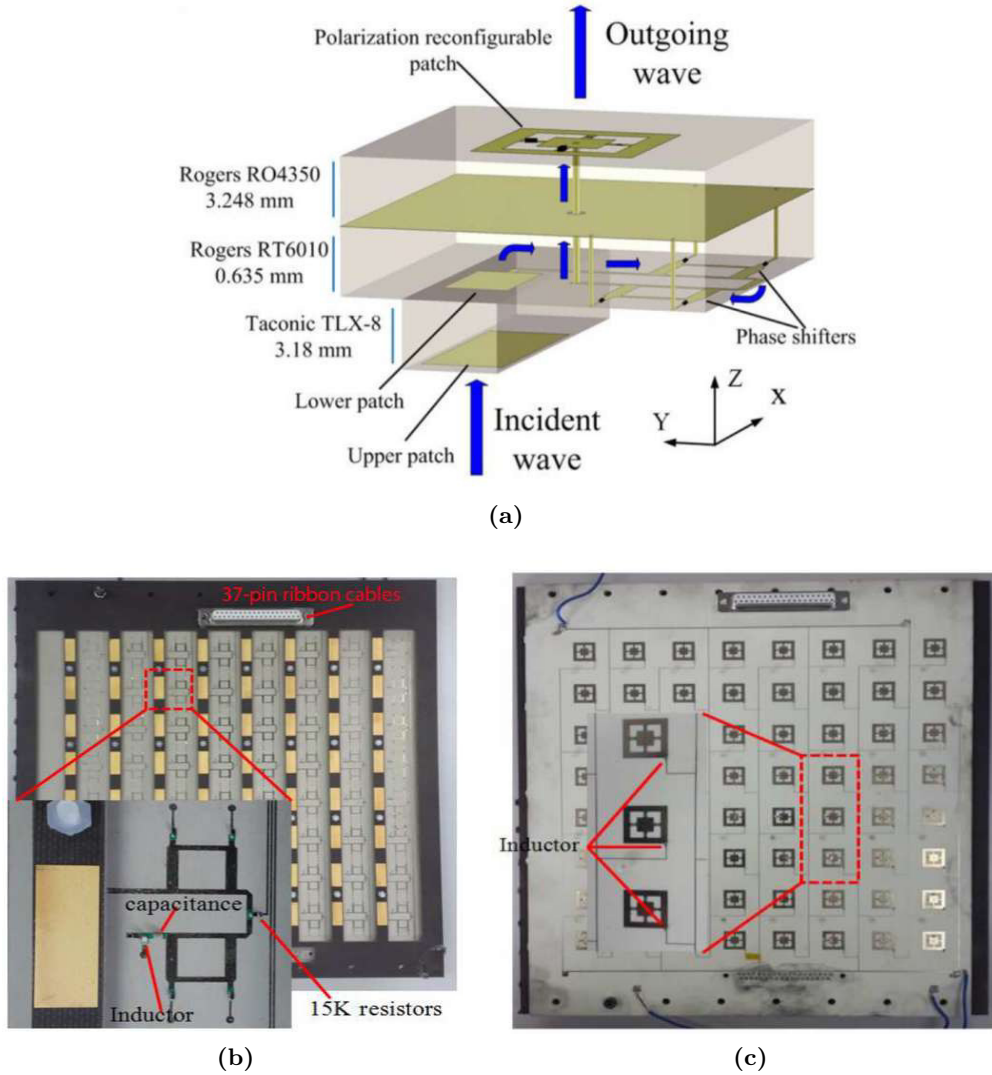 Polarization reconfigurable
patch
Outgoing
wave
Rogers RO4350
3.248 mm
Rogers RT6010
0.635 mm
Taconic TLX-8
3.18 mm
Phase shifters
Lower patch
Upper patch
Incident
wave
Z
X
Y
(a)
37-pin ribbon cables
capacitance
Inductor
15K resistors
(b)
Inductor
(c)